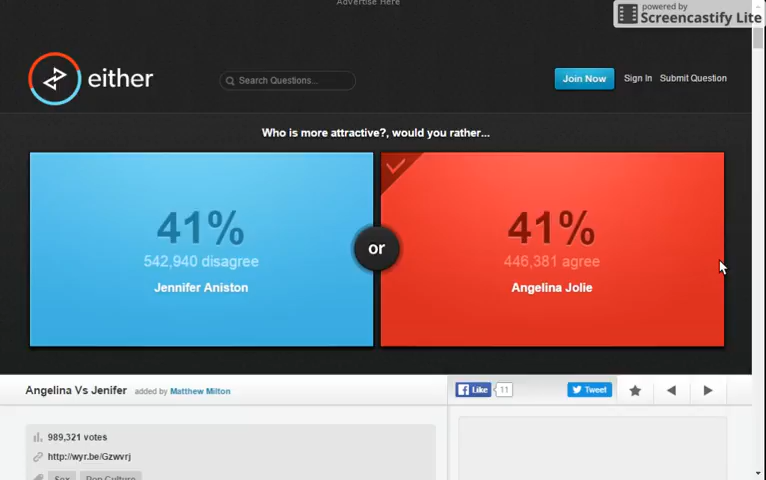 Advertise Here
powered by
Screencastify Lite
either
Search Questions...
Join Now
Sign In
Submit Question
Who is more attractive?, would you rather...
41%
542,940 disagree
Jennifer Aniston
or
41%
446,381 agree
Angelina Jolie
Angelina Vs Jenifer
added by Matthew Milton
Like
11
Tweet
989,321 votes
http://wyr.be/Gzwvrj
Sex
Pop Culture